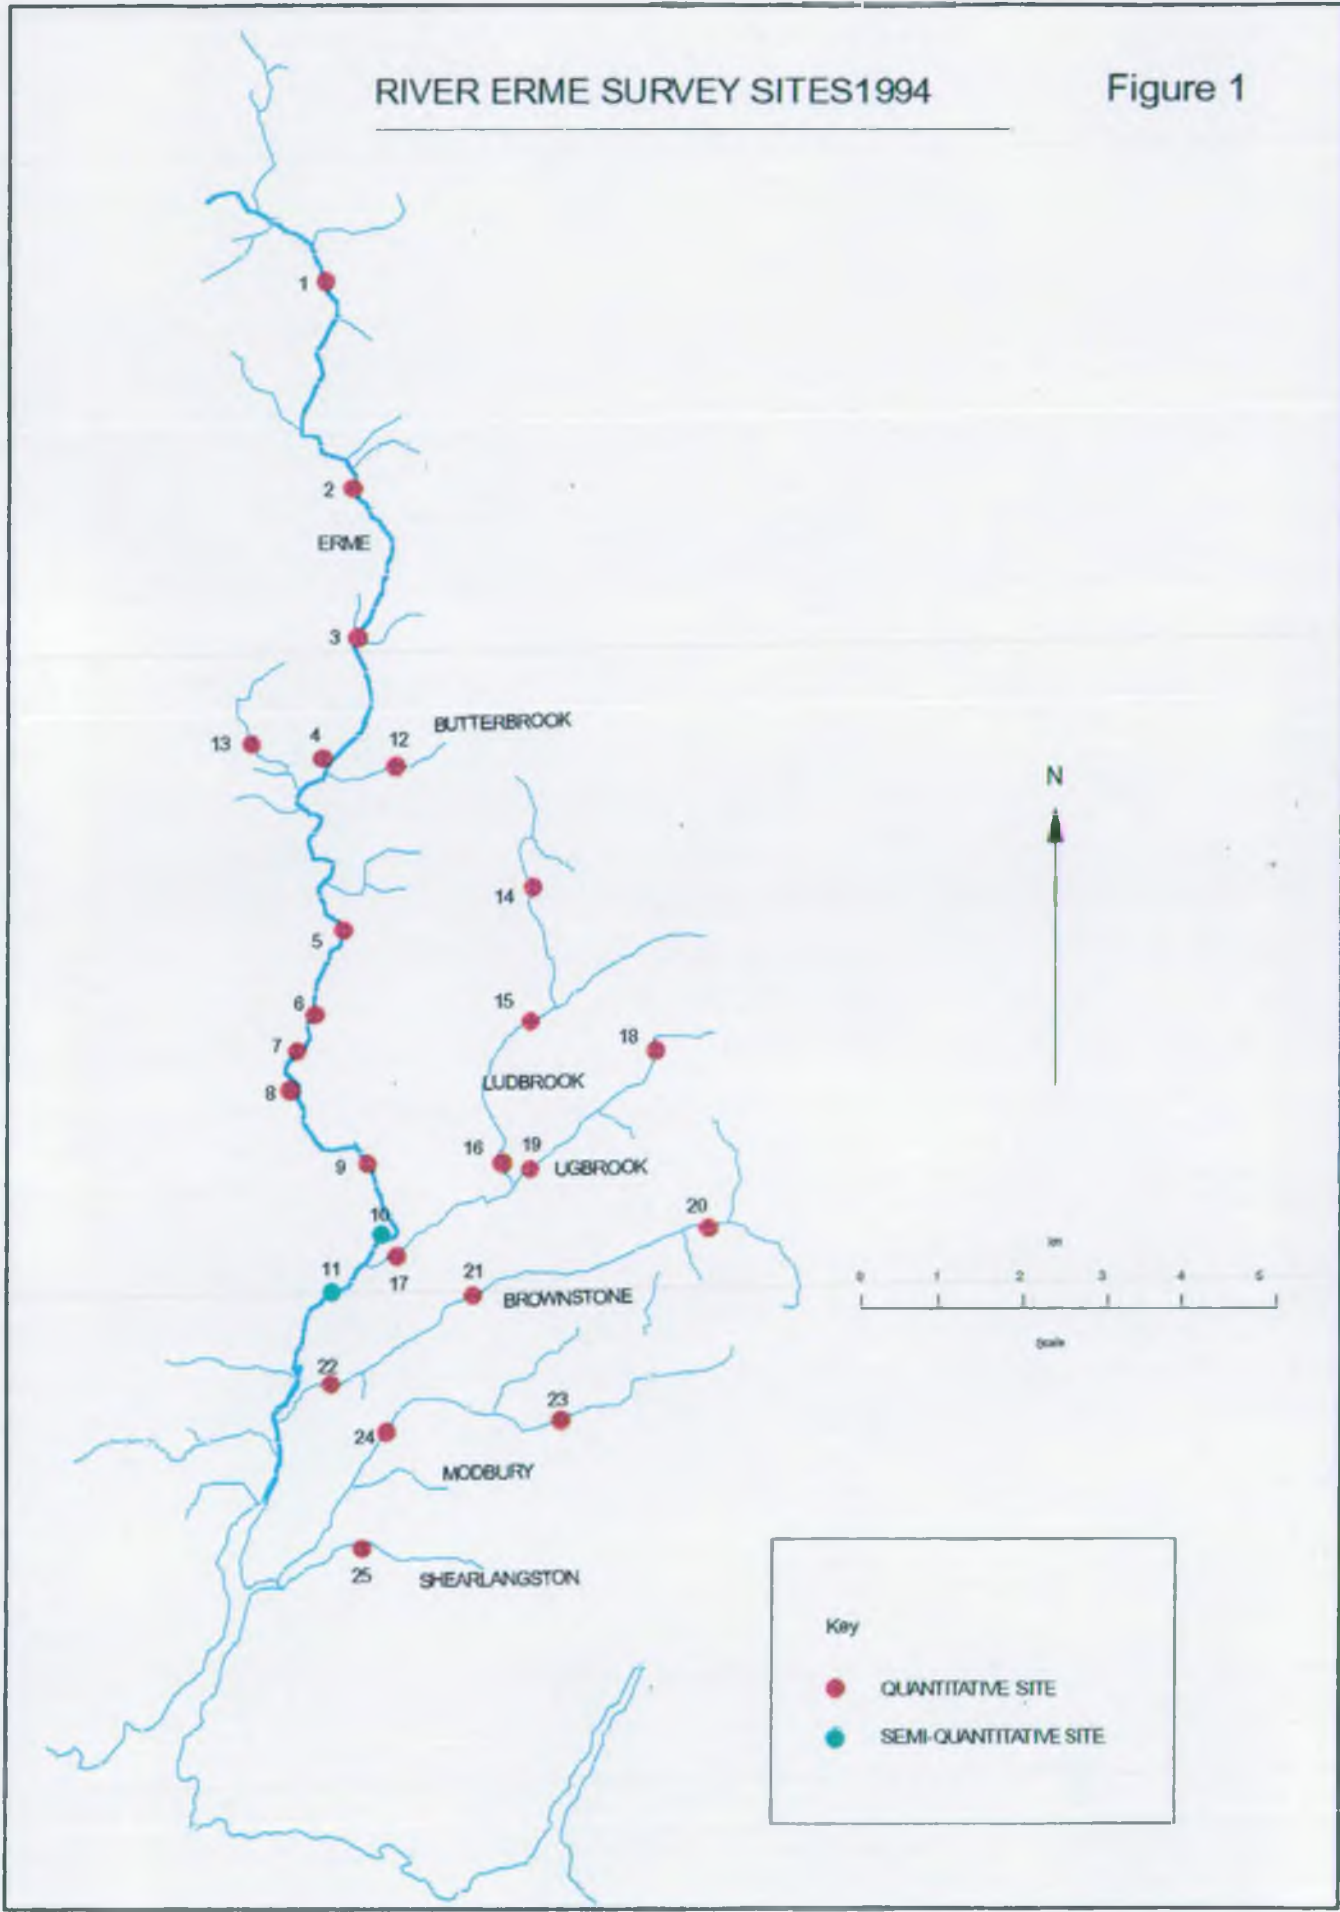 RIVER ERME SURVEY SITES1994
Figure 1
1
2
ERME
3
BUTTERBROOK
13
4
12
N
14
5
15
6
18
7
LUDBROOK
8
16
19
9
UGBROOK
20
10
km
11
17
21
0 1 2 3 4 5
BROWNSTONE
Scale
22
23
24
MODBURY
25
SHEARLANGSTON
Key
QUANTITATIVE SITE
SEMI-QUANTITATIVE SITE